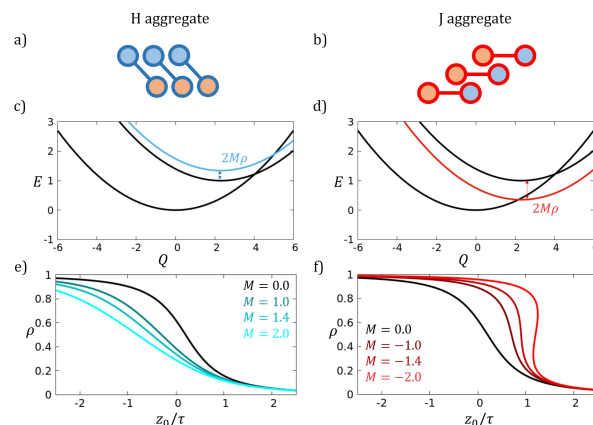 H aggregate
J aggregate
a)
b)
c)
d)
3
2
E
1
0
-1
2Mρ
-6 -4 -2 0 2 4 6
Q
3
2
E
1
0
-1
2Mρ
-6 -4 -2 0 2 4 6
Q
e)
f)
1
0.8
ρ
0.6
0.4
0.2
0
M = 0.0
M = 1.0
M = 1.4
M = 2.0
-2 -1 0 1 2
z₀/τ
1
0.8
ρ
0.6
0.4
0.2
0
M = 0.0
M = −1.0
M = −1.4
M = −2.0
-2 -1 0 1 2
z₀/τ